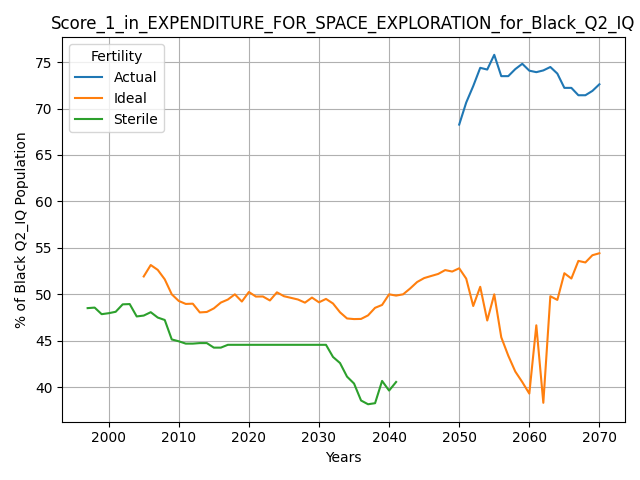 Score_1_in_EXPENDITURE_FOR_SPACE_EXPLORATION_for_Black_Q2_IQ
Fertility
Actual
Ideal
Sterile
% of Black Q2_IQ Population
75
70
65
60
55
50
45
40
2000 2010 2020 2030 2040 2050 2060 2070
Years